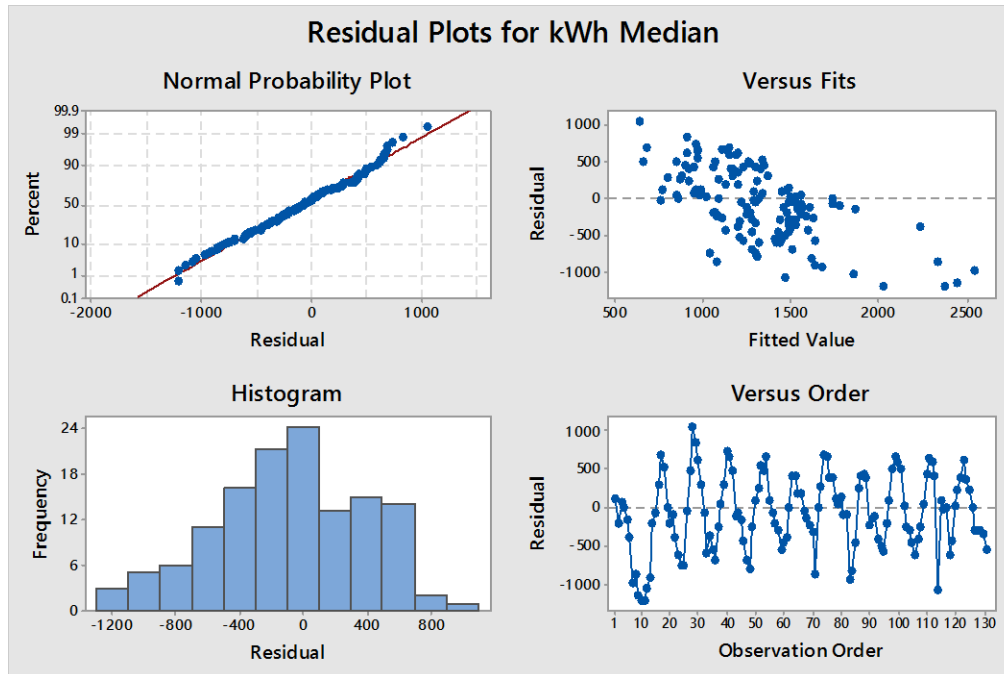 Residual Plots for kWh Median
Normal Probability Plot
99.9
99
90
50
10
1
0.1
Percent
-2000 -1000 0 1000
Residual
Versus Fits
1000
500
0
-500
-1000
Residual
500 1000 1500 2000 2500
Fitted Value
Histogram
24
18
12
6
0
Frequency
-1200 -800 -400 0 400 800
Residual
Versus Order
1000
500
0
-500
-1000
Residual
1 10 20 30 40 50 60 70 80 90 100 110 120 130
Observation Order